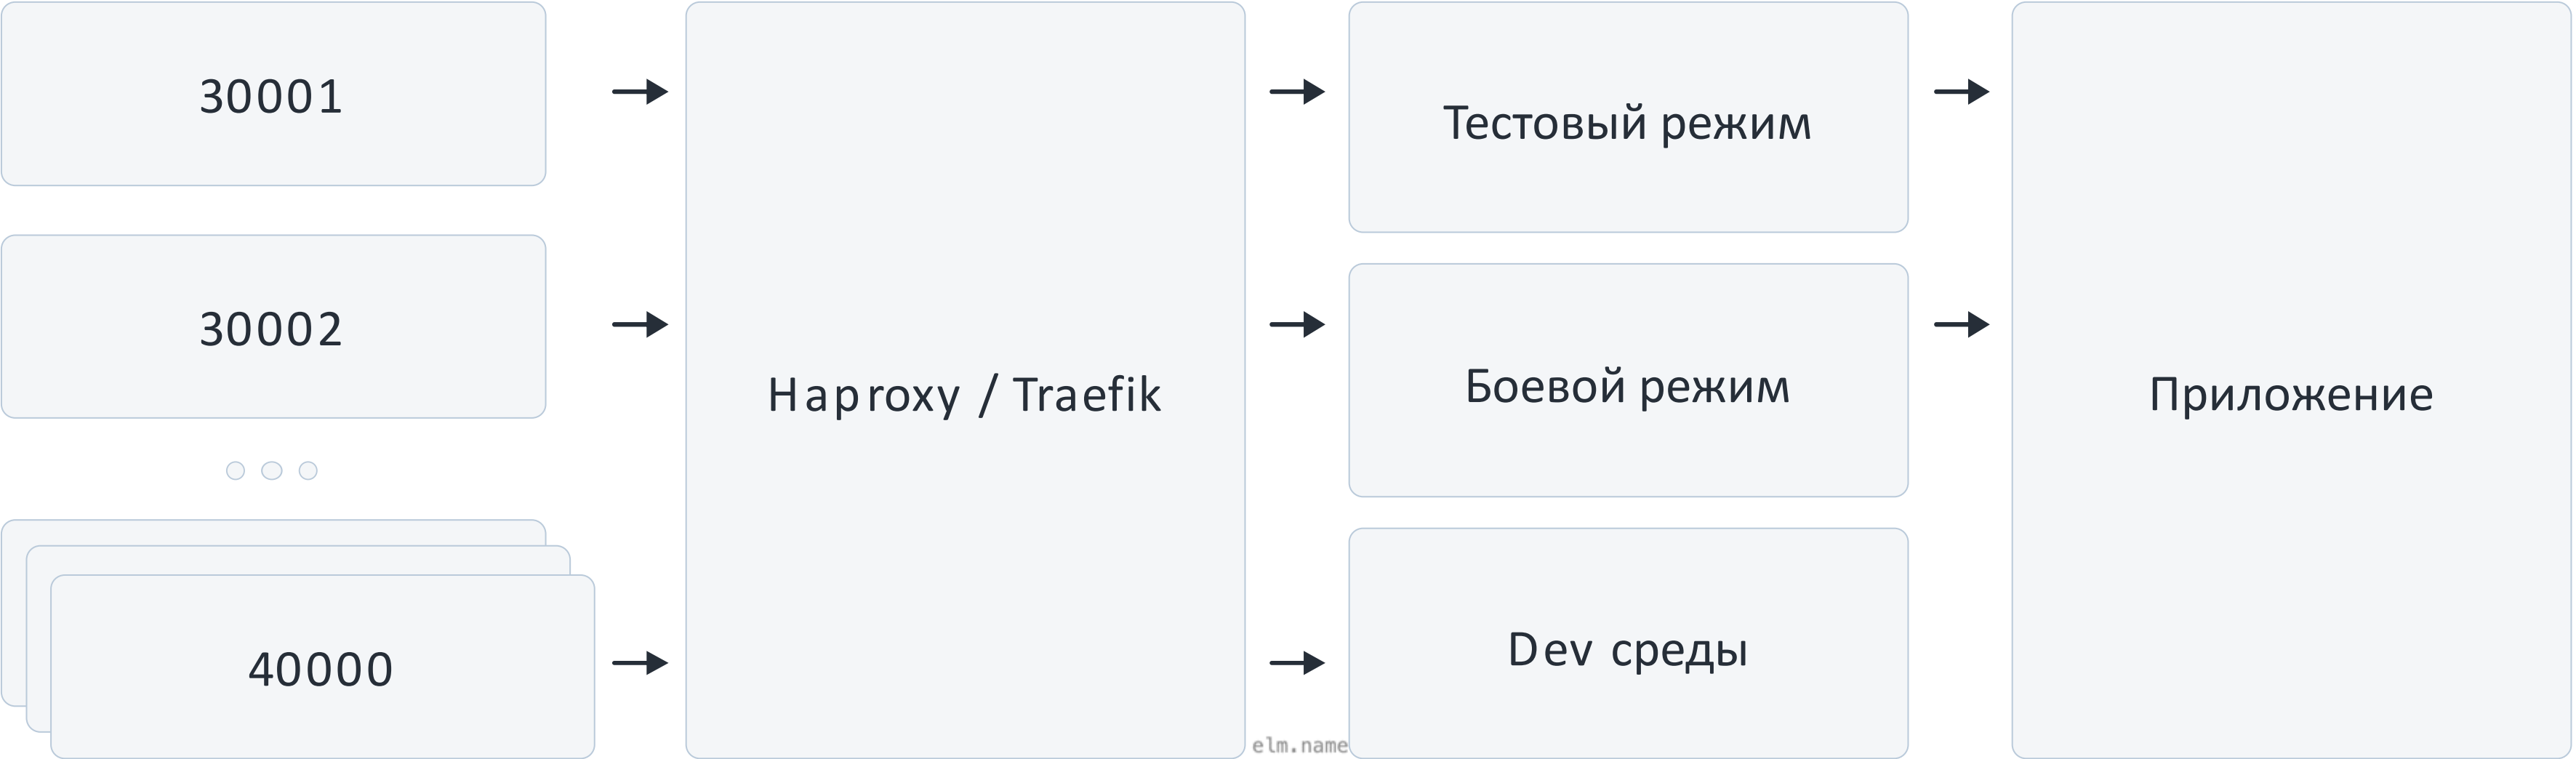 30001
30002
40000
Haproxy / Traefik
Тестовый режим
Боевой режим
Dev среды
Приложение
elm.name